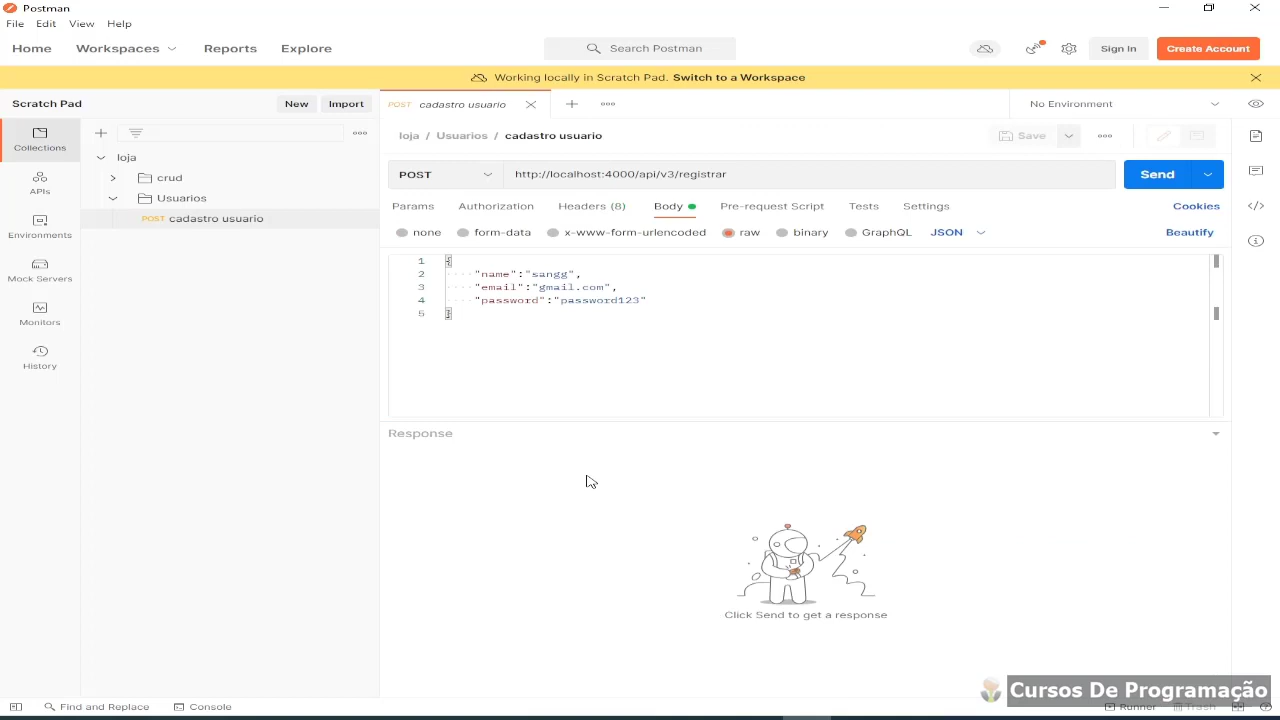 Postman
File Edit View Help
Home Workspaces Reports Explore Search Postman Sign In Create Account
Working locally in Scratch Pad. Switch to a Workspace
Scratch Pad New Import POST cadastro usuario No Environment
loja / Usuarios / cadastro usuario Save
Collections
loja
crud
Usuarios
POST cadastro usuario
APIs
Environments
Mock Servers
Monitors
History
POST http://localhost:4000/api/v3/registrar Send
Params Authorization Headers (8) Body Pre-request Script Tests Settings Cookies
none form-data x-www-form-urlencoded raw binary GraphQL JSON Beautify
1 {
2 "name":"sangg",
3 "email":"gmail.com",
4 "password":"password123"
5 }
Response
Click Send to get a response
Cursos De Programação
Find and Replace Console Runner Trash